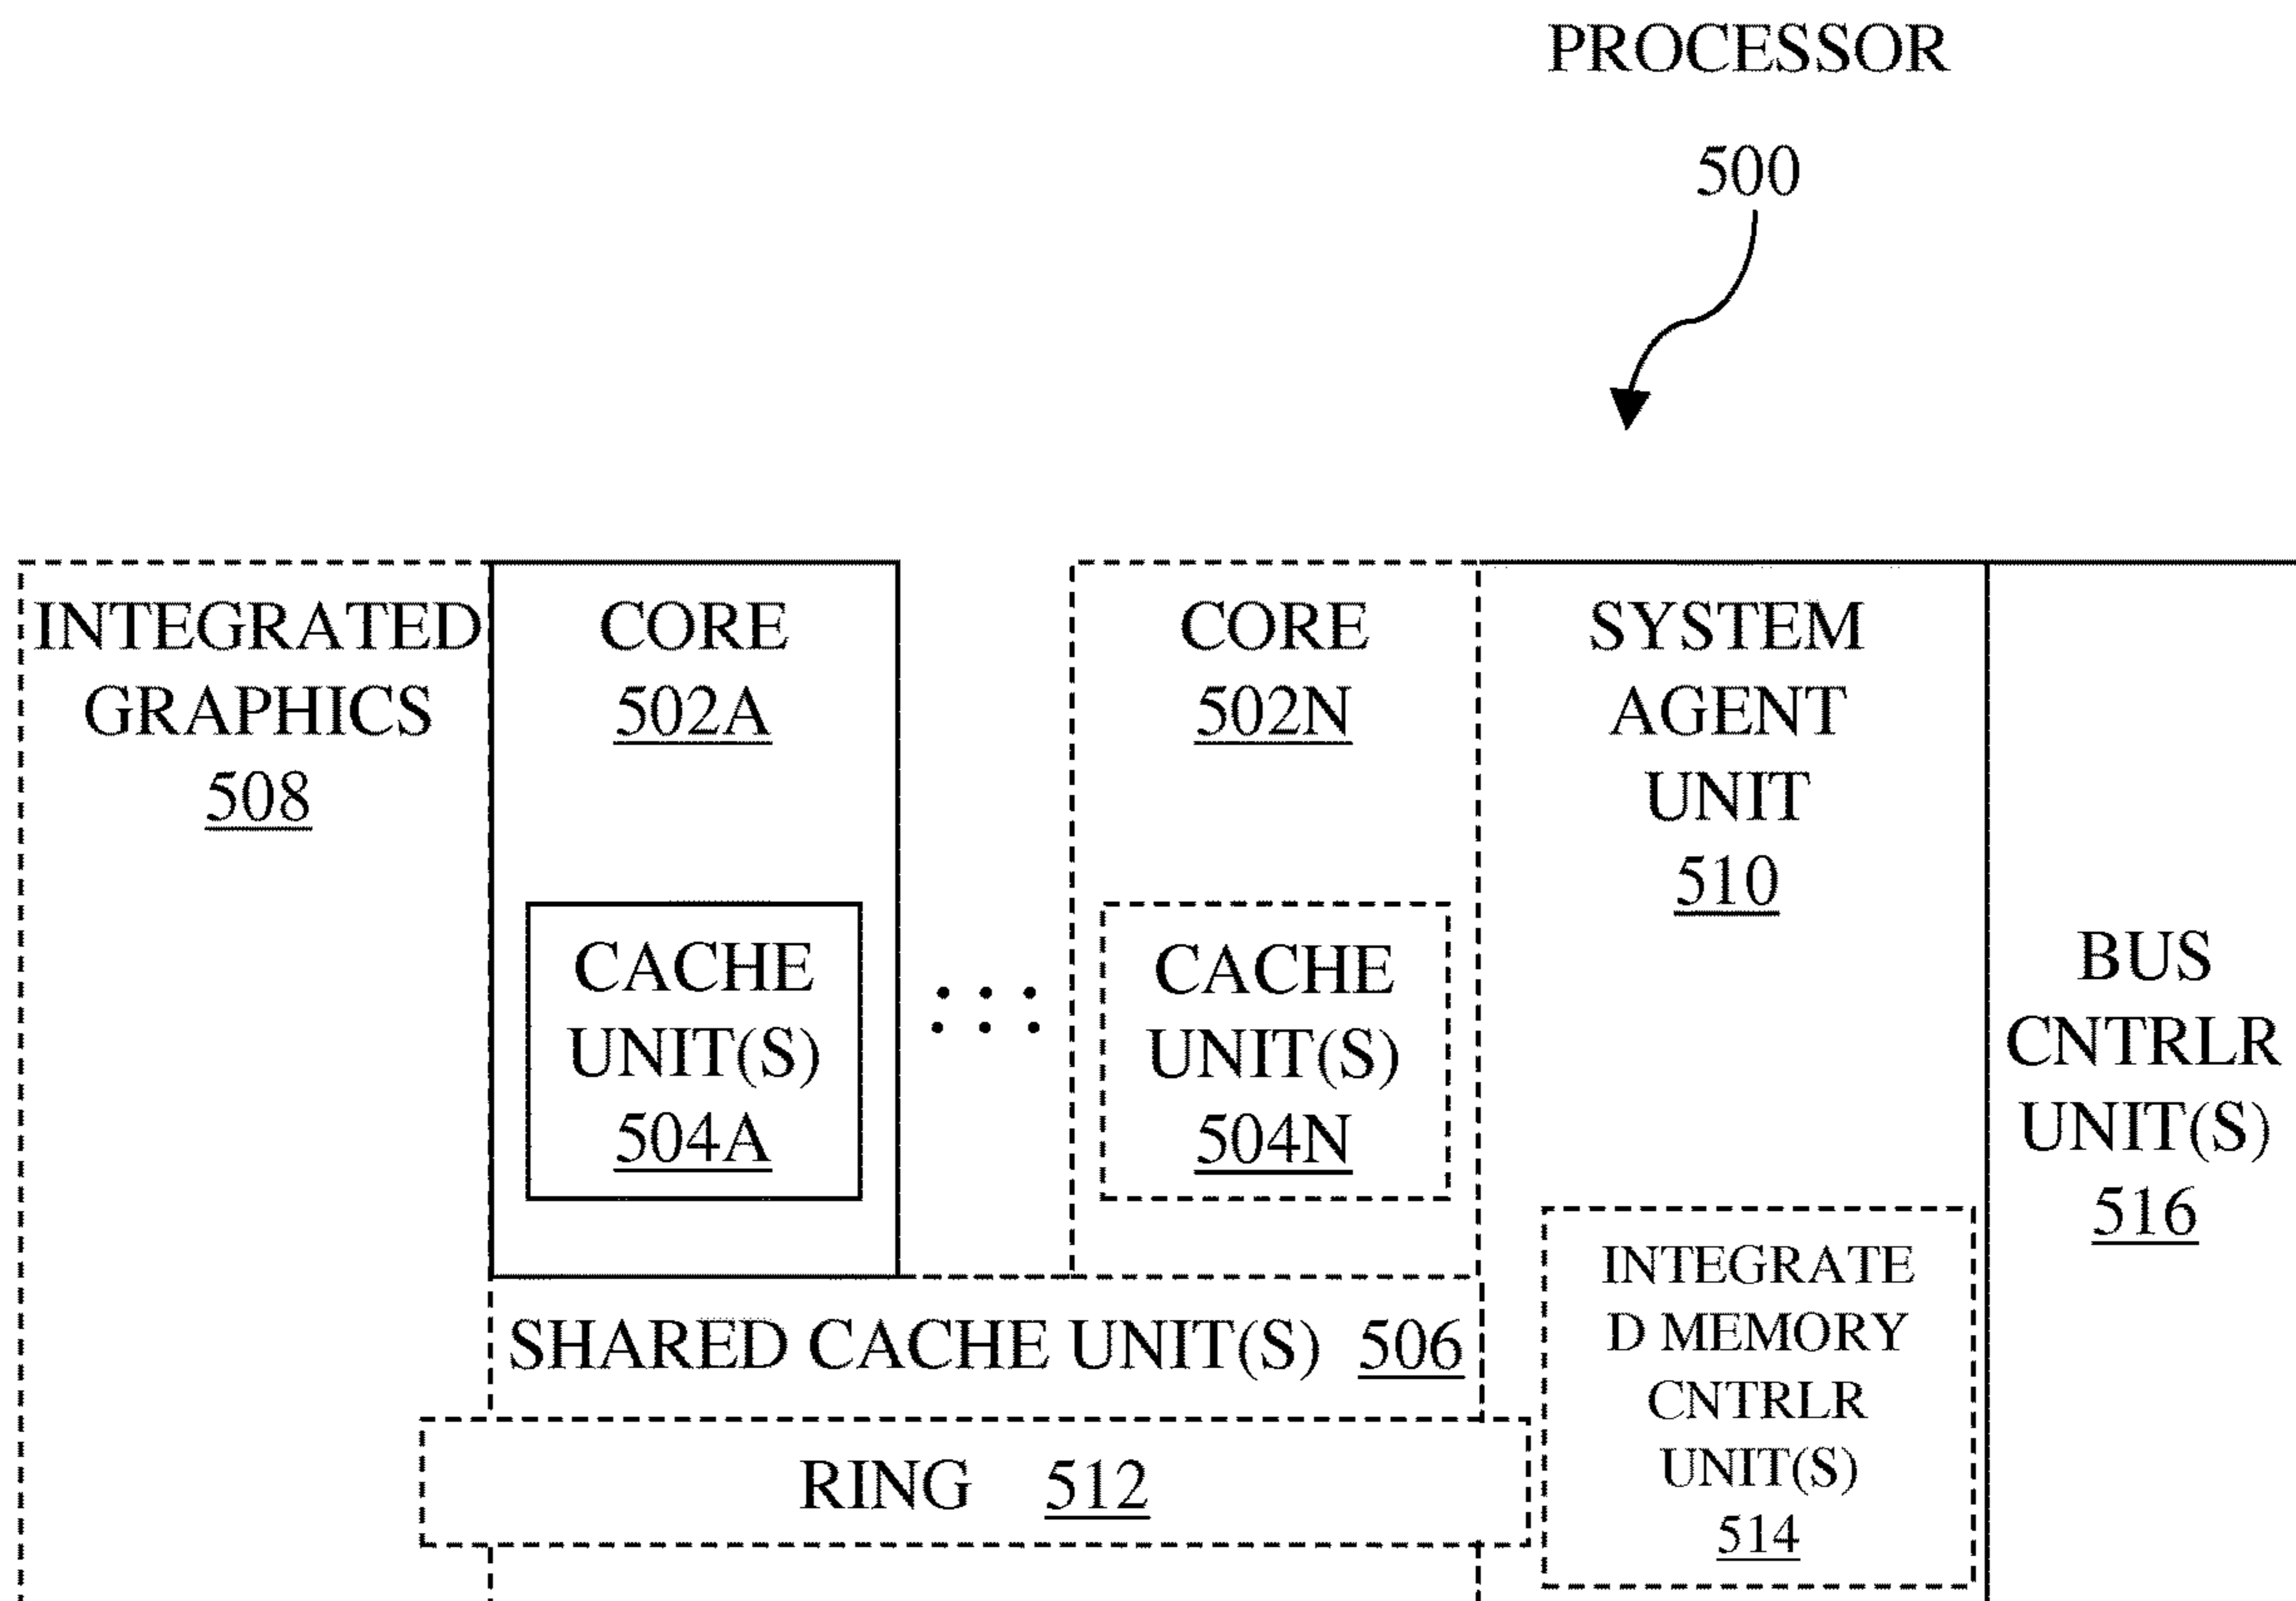 PROCESSOR
500
INTEGRATED
GRAPHICS
508
CORE
502A
CACHE
UNIT(S)
504A
CORE
502N
CACHE
UNIT(S)
504N
SYSTEM
AGENT
UNIT
510
BUS
CNTRLR
UNIT(S)
516
SHARED CACHE UNIT(S) 506
RING 512
INTEGRATE
D MEMORY
CNTRLR
UNIT(S)
514